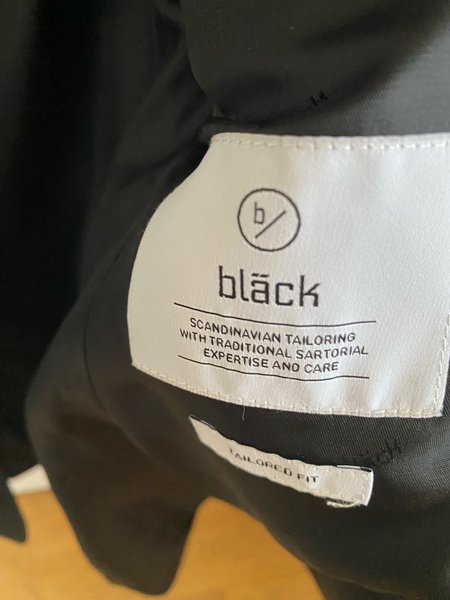 b/
bläck
SCANDINAVIAN TAILORING
WITH TRADITIONAL SARTORIAL
EXPERTISE AND CARE
TAILORED FIT